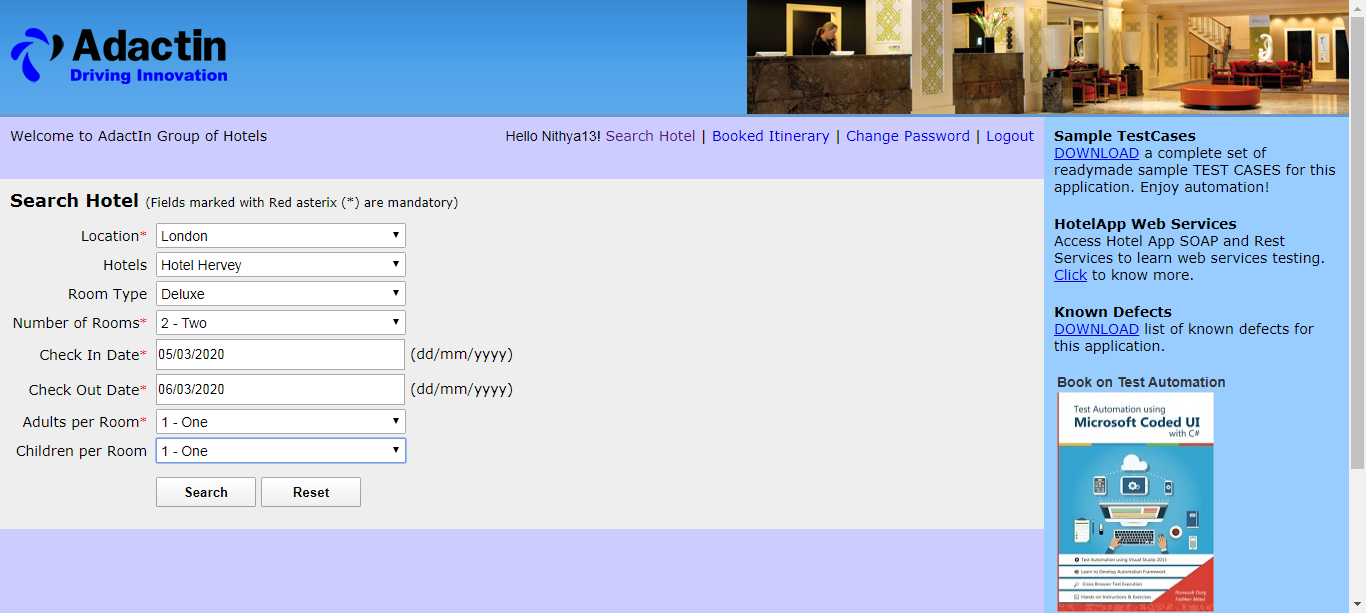 Adactin
Driving Innovation
Welcome to AdactIn Group of Hotels
Hello Nithya13! Search Hotel | Booked Itinerary | Change Password | Logout
Search Hotel (Fields marked with Red asterix (*) are mandatory)
Location* London
Hotels Hotel Hervey
Room Type Deluxe
Number of Rooms* 2 - Two
Check In Date* 05/03/2020 (dd/mm/yyyy)
Check Out Date* 06/03/2020 (dd/mm/yyyy)
Adults per Room* 1 - One
Children per Room 1 - One
Search Reset
Sample TestCases
DOWNLOAD a complete set of
readymade sample TEST CASES for this
application. Enjoy automation!
HotelApp Web Services
Access Hotel App SOAP and Rest
Services to learn web services testing.
Click to know more.
Known Defects
DOWNLOAD list of known defects for
this application.
Book on Test Automation
Test Automation using
Microsoft Coded UI
with C#
Test Automation using Visual Studio 2013
Learn to Develop Automation Framework
Cross Browser Test Execution
Hands-on Instructions & Exercises
Navneesh Garg
Vaibhav Mittal